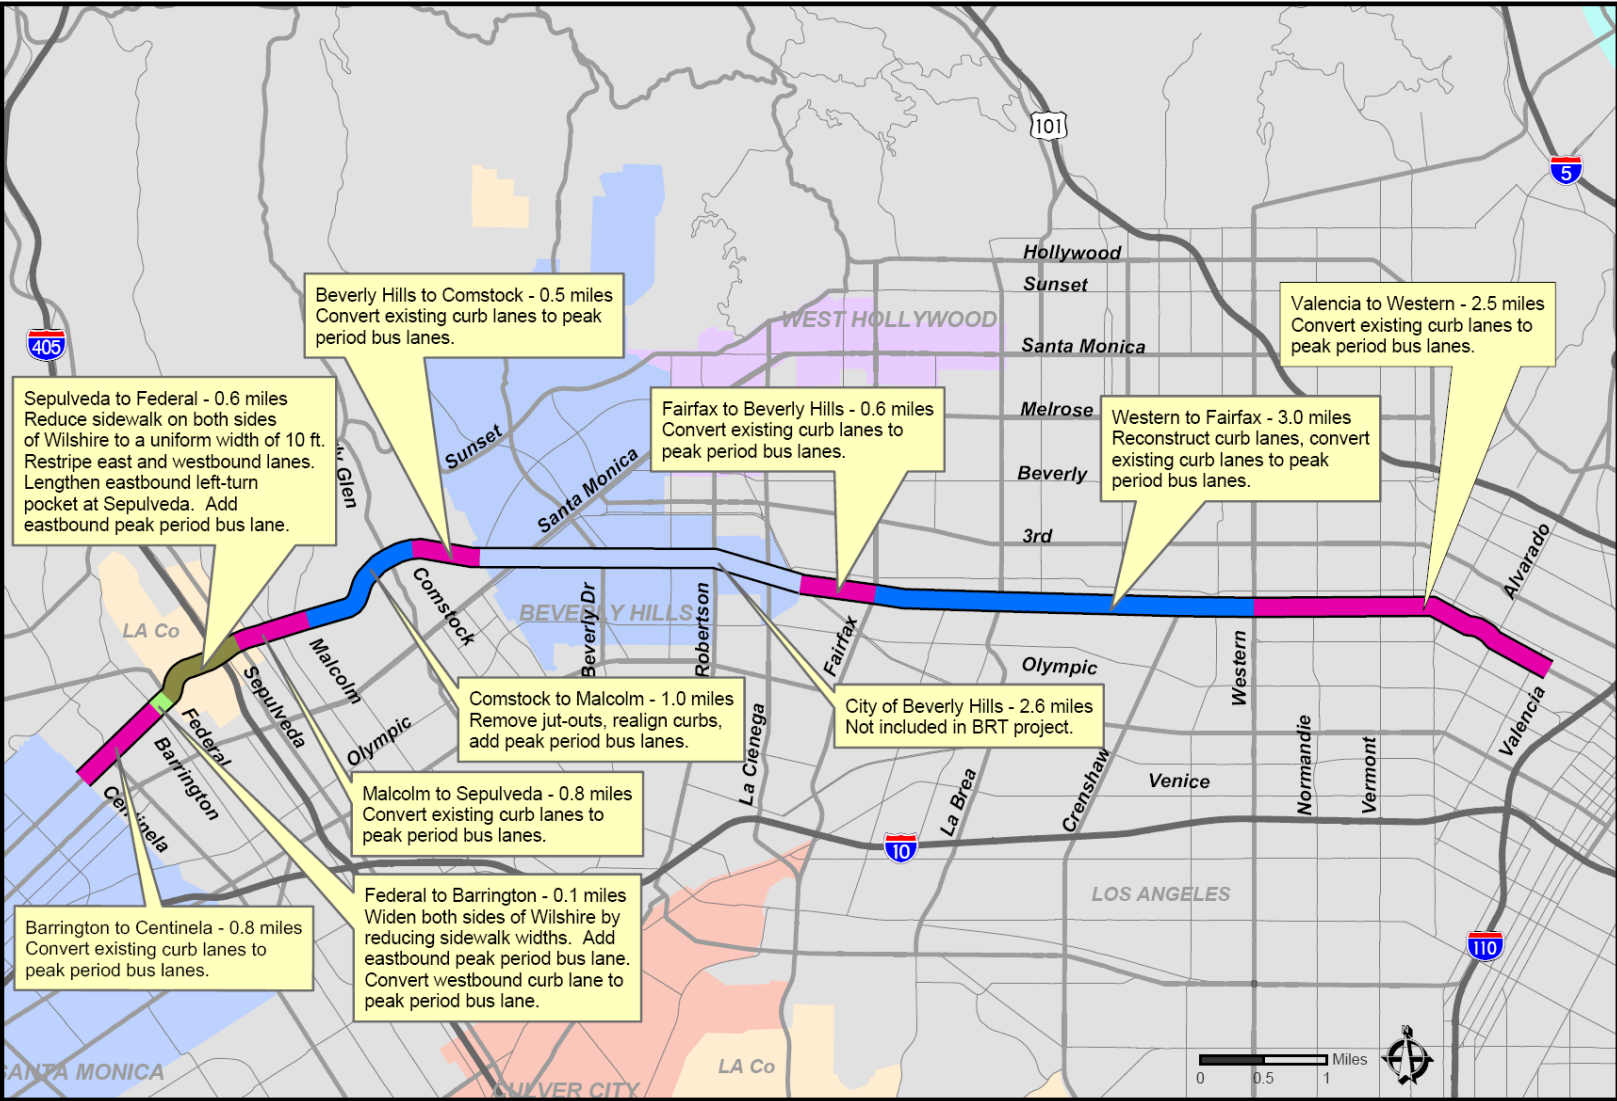 101
5
Hollywood
Sunset
Beverly Hills to Comstock - 0.5 miles
Convert existing curb lanes to peak
period bus lanes.
Valencia to Western - 2.5 miles
Convert existing curb lanes to
peak period bus lanes.
WEST HOLLYWOOD
405
Santa Monica
Sepulveda to Federal - 0.6 miles
Reduce sidewalk on both sides
of Wilshire to a uniform width of 10 ft.
Restripe east and westbound lanes.
Lengthen eastbound left-turn
pocket at Sepulveda. Add
eastbound peak period bus lane.
Glen
Sunset
Santa Monica
Fairfax to Beverly Hills - 0.6 miles
Convert existing curb lanes to
peak period bus lanes.
Melrose
Western to Fairfax - 3.0 miles
Reconstruct curb lanes, convert
existing curb lanes to peak
period bus lanes.
Beverly
3rd
Alvarado
Comstock
BEVERLY HILLS
Beverly Dr
Robertson
Fairfax
LA Co
Malcolm
Sepulveda
Olympic
Western
Federal
Barrington
Olympic
Comstock to Malcolm - 1.0 miles
Remove jut-outs, realign curbs,
add peak period bus lanes.
City of Beverly Hills - 2.6 miles
Not included in BRT project.
Valencia
La Cienega
La Brea
Crenshaw
Venice
Normandie
Vermont
Centinela
Malcolm to Sepulveda - 0.8 miles
Convert existing curb lanes to
peak period bus lanes.
10
Federal to Barrington - 0.1 miles
Widen both sides of Wilshire by
reducing sidewalk widths. Add
eastbound peak period bus lane.
Convert westbound curb lane to
peak period bus lane.
LOS ANGELES
Barrington to Centinela - 0.8 miles
Convert existing curb lanes to
peak period bus lanes.
110
SANTA MONICA
LA Co
CULVER CITY
Miles
0 0.5 1